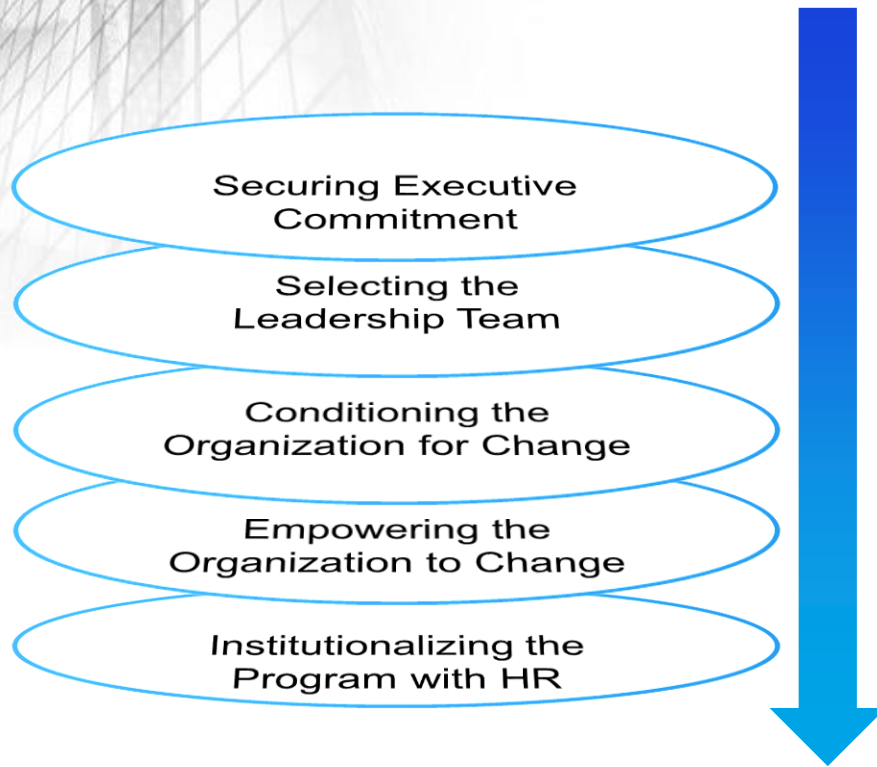 Securing Executive
Commitment
Selecting the
Leadership Team
Conditioning the
Organization for Change
Empowering the
Organization to Change
Institutionalizing the
Program with HR